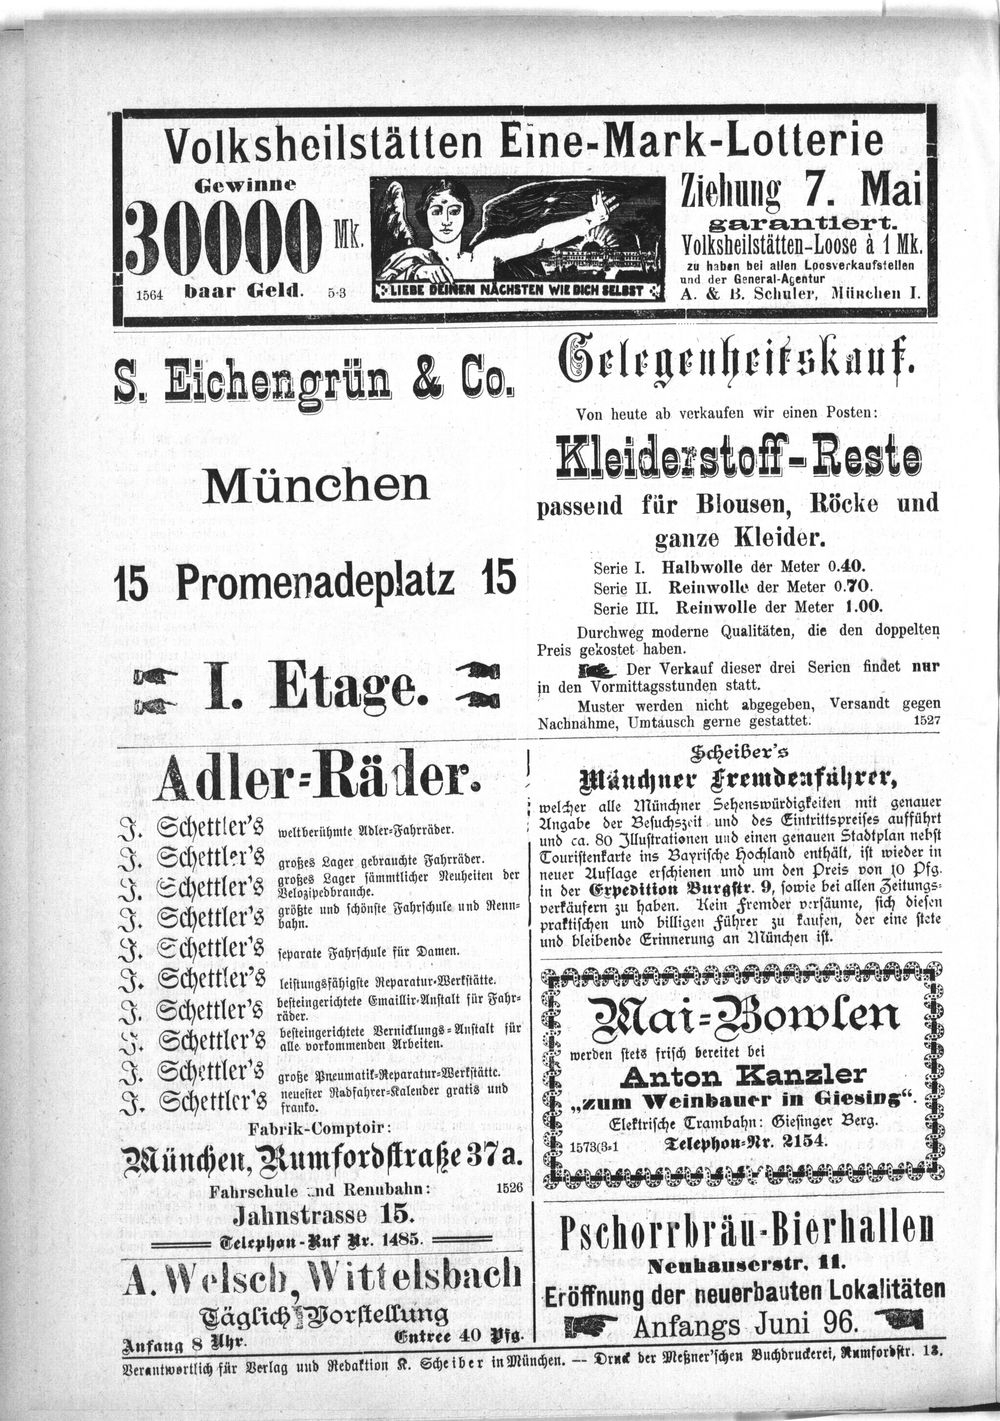 Volksheilstätten Eine-Mark-Lotterie
Gewinne
30000 Mk.
1564 baar Geld. 5-3
LIEBE DEINEN NÄCHSTEN WIE DICH SELBST
Ziehung 7. Mai
garantiert.
Volksheilstätten-Loose à 1 Mk.
zu haben bei allen Loosverkaufstellen
und der General-Agentur
A. & B. Schuler, München I.
S. Eichengrün & Co.
München
15 Promenadeplatz 15
I. Etage.
Gelegenheitskauf.
Von heute ab verkaufen wir einen Posten:
Kleiderstoff-Reste
passend für Blousen, Röcke und
ganze Kleider.
Serie I. Halbwolle der Meter 0.40.
Serie II. Reinwolle der Meter 0.70.
Serie III. Reinwolle der Meter 1.00.
Durchweg moderne Qualitäten, die den doppelten
Preis gekostet haben.
Der Verkauf dieser drei Serien findet nur
in den Vormittagsstunden statt.
Muster werden nicht abgegeben, Versandt gegen
Nachnahme, Umtausch gerne gestattet. 1527
Adler-Räder.
J. Schettler's weltberühmte Adler-Fahrräder.
J. Schettler's großes Lager gebrauchte Fahrräder.
J. Schettler's großes Lager sämmtlicher Neuheiten der
Velozipedbranche.
J. Schettler's größte und schönste Fahrschule und Renn-
bahn.
J. Schettler's separate Fahrschule für Damen.
J. Schettler's leistungsfähigste Reparatur-Werkstätte.
J. Schettler's besteingerichtete Emaillir-Anstalt für Fahr-
räder.
J. Schettler's besteingerichtete Vernicklungs-Anstalt für
alle vorkommenden Arbeiten.
J. Schettler's große Pneumatik-Reparatur-Werkstätte.
J. Schettler's neuester Radfahrer-Kalender gratis und
franko.
Fabrik-Comptoir:
München, Rumfordstraße 37a.
Fahrschule und Rennbahn: 1526
Jahnstrasse 15.
Telephon-Ruf Nr. 1485.
A. Welsch, Wittelsbach
Täglich Vorstellung
Anfang 8 Uhr. Entree 40 Pfg.
Scheiber's
Münchner Fremdenführer,
welcher alle Münchner Sehenswürdigkeiten mit genauer
Angabe der Besuchszeit und des Eintrittspreises aufführt
und ca. 80 Illustrationen und einen genauen Stadtplan nebst
Touristenkarte ins Bayrische Hochland enthält, ist wieder in
neuer Auflage erschienen und um den Preis von 10 Pfg.
in der Expedition Burgstr. 9, sowie bei allen Zeitungs-
verkäufern zu haben. Kein Fremder versäume, sich diesen
praktischen und billigen Führer zu kaufen, der eine stete
und bleibende Erinnerung an München ist.
Mai-Bowlen
werden stets frisch bereitet bei
Anton Kanzler
„zum Weinbauer in Giesing“.
Elektrische Trambahn: Giesinger Berg.
1573(3-1 Telephon-Nr. 2154.
Pschorrbräu-Bierhallen
Neuhauserstr. 11.
Eröffnung der neuerbauten Lokalitäten
Anfangs Juni 96.
Verantwortlich für Verlag und Redaktion K. Scheiber in München. — Druck der Meßner'schen Buchdruckerei, Rumfordstr. 13.